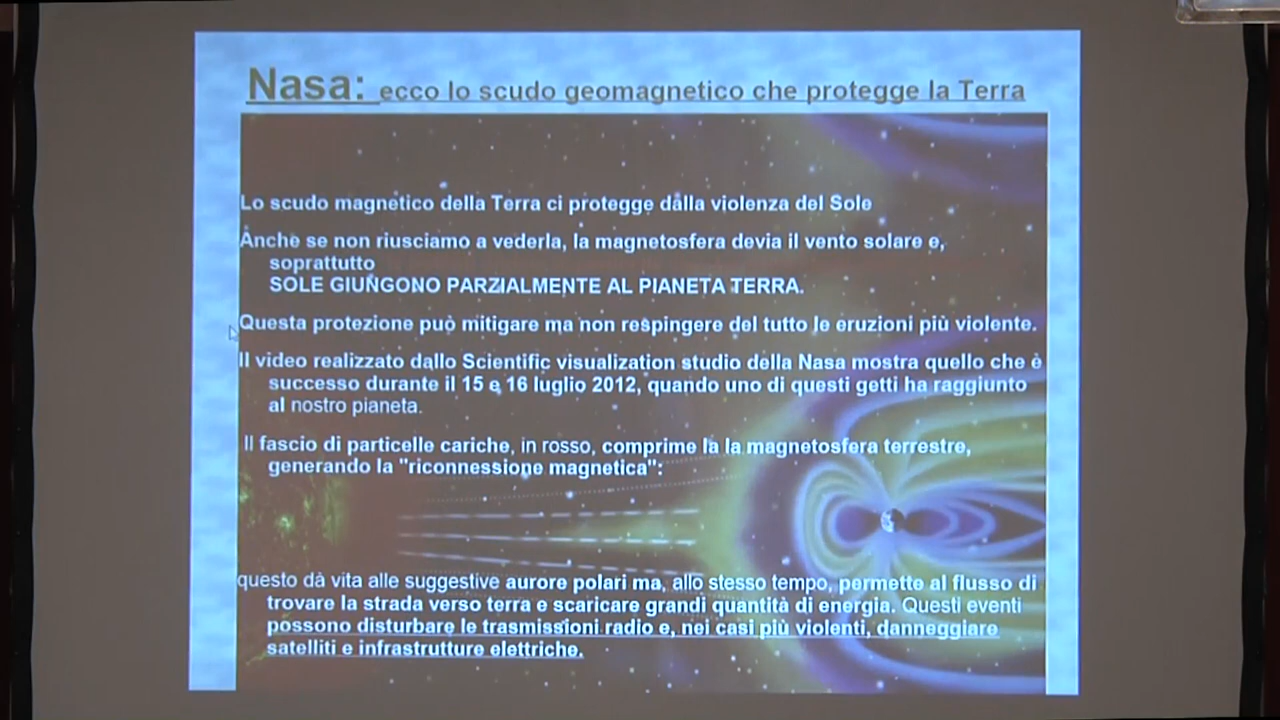 Nasa: ecco lo scudo geomagnetico che protegge la Terra
Lo scudo magnetico della Terra ci protegge dalla violenza del Sole
Anche se non riusciamo a vederla, la magnetosfera devia il vento solare e,
soprattutto
SOLE GIUNGONO PARZIALMENTE AL PIANETA TERRA.
Questa protezione può mitigare ma non respingere del tutto le eruzioni più violente.
Il video realizzato dallo Scientific visualization studio della Nasa mostra quello che è
successo durante il 15 e 16 luglio 2012, quando uno di questi getti ha raggiunto
al nostro pianeta.
Il fascio di particelle cariche, in rosso, comprime la la magnetosfera terrestre,
generando la "riconnessione magnetica":
questo dà vita alle suggestive aurore polari ma, allo stesso tempo, permette al flusso di
trovare la strada verso terra e scaricare grandi quantità di energia. Questi eventi
possono disturbare le trasmissioni radio e, nei casi più violenti, danneggiare
satelliti e infrastrutture elettriche.